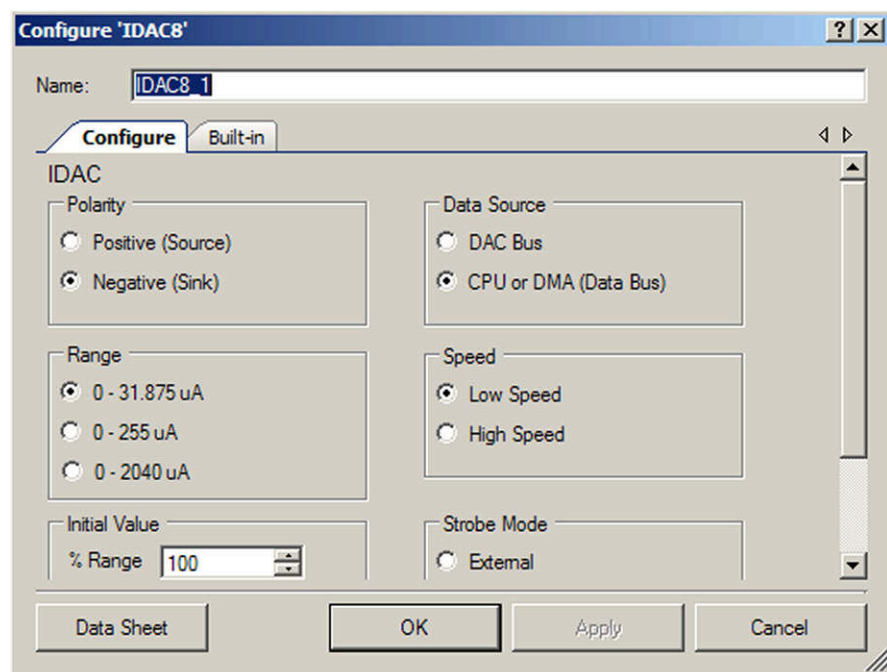 Configure 'IDAC8'
Name: IDAC8_1
Configure Built-in
IDAC
Polarity
Positive (Source)
Negative (Sink)
Data Source
DAC Bus
CPU or DMA (Data Bus)
Range
0 - 31.875 uA
0 - 255 uA
0 - 2040 uA
Speed
Low Speed
High Speed
Initial Value
% Range 100
Strobe Mode
External
Data Sheet OK Apply Cancel